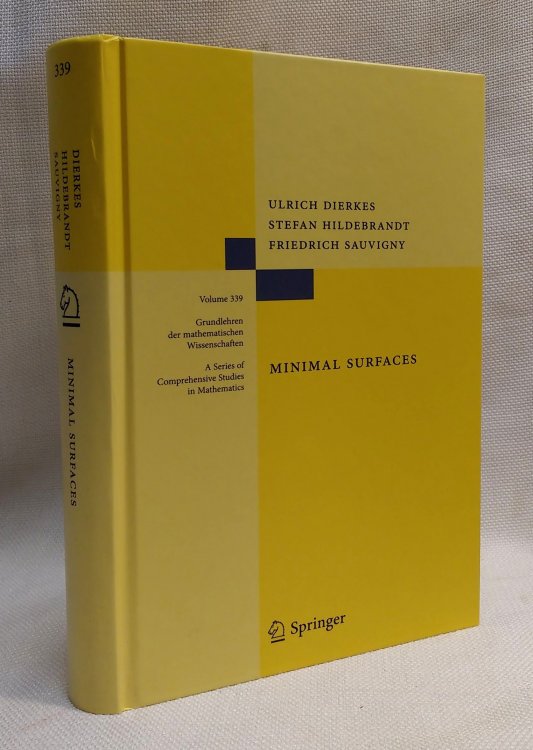 339
DIERKES
HILDEBRANDT
SAUVIGNY
MINIMAL SURFACES
ULRICH DIERKES
STEFAN HILDEBRANDT
FRIEDRICH SAUVIGNY
Volume 339
Grundlehren
der mathematischen
Wissenschaften
A Series of
Comprehensive Studies
in Mathematics
MINIMAL SURFACES
Springer